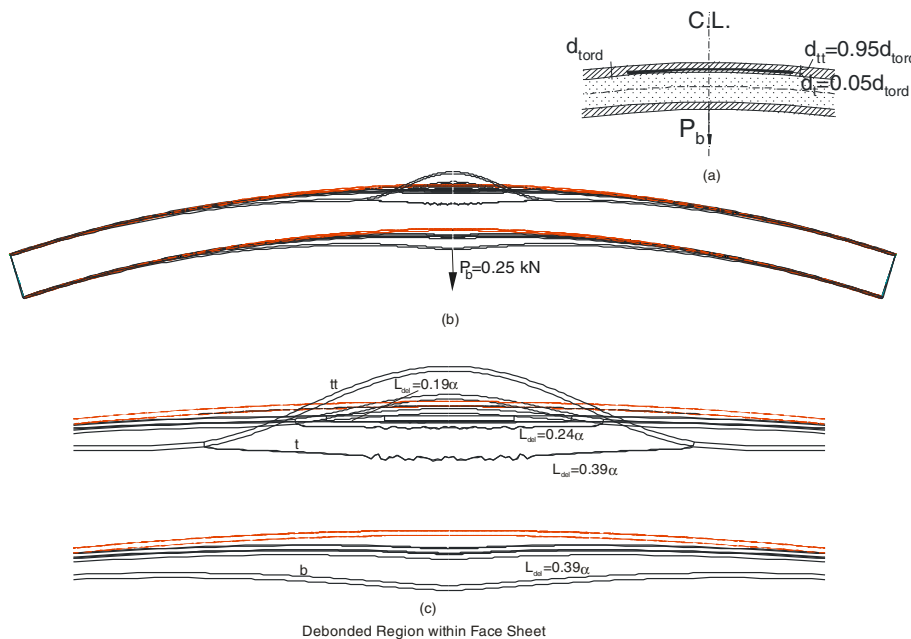 C.L.
d_tord
d_tt=0.95d_tord
d_t=0.05d_tord
P_b
(a)
P_b=0.25 kN
(b)
tt
L_del=0.19α
L_del=0.24α
t
L_del=0.39α
b
L_del=0.39α
(c)
Debonded Region within Face Sheet